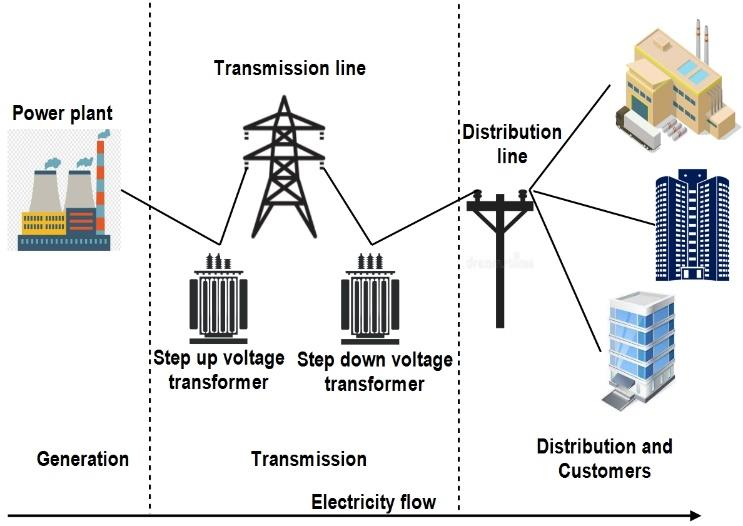 Transmission line
Power plant
Distribution
line
Step up voltage
transformer
Step down voltage
transformer
Generation
Transmission
Distribution and
Customers
Electricity flow